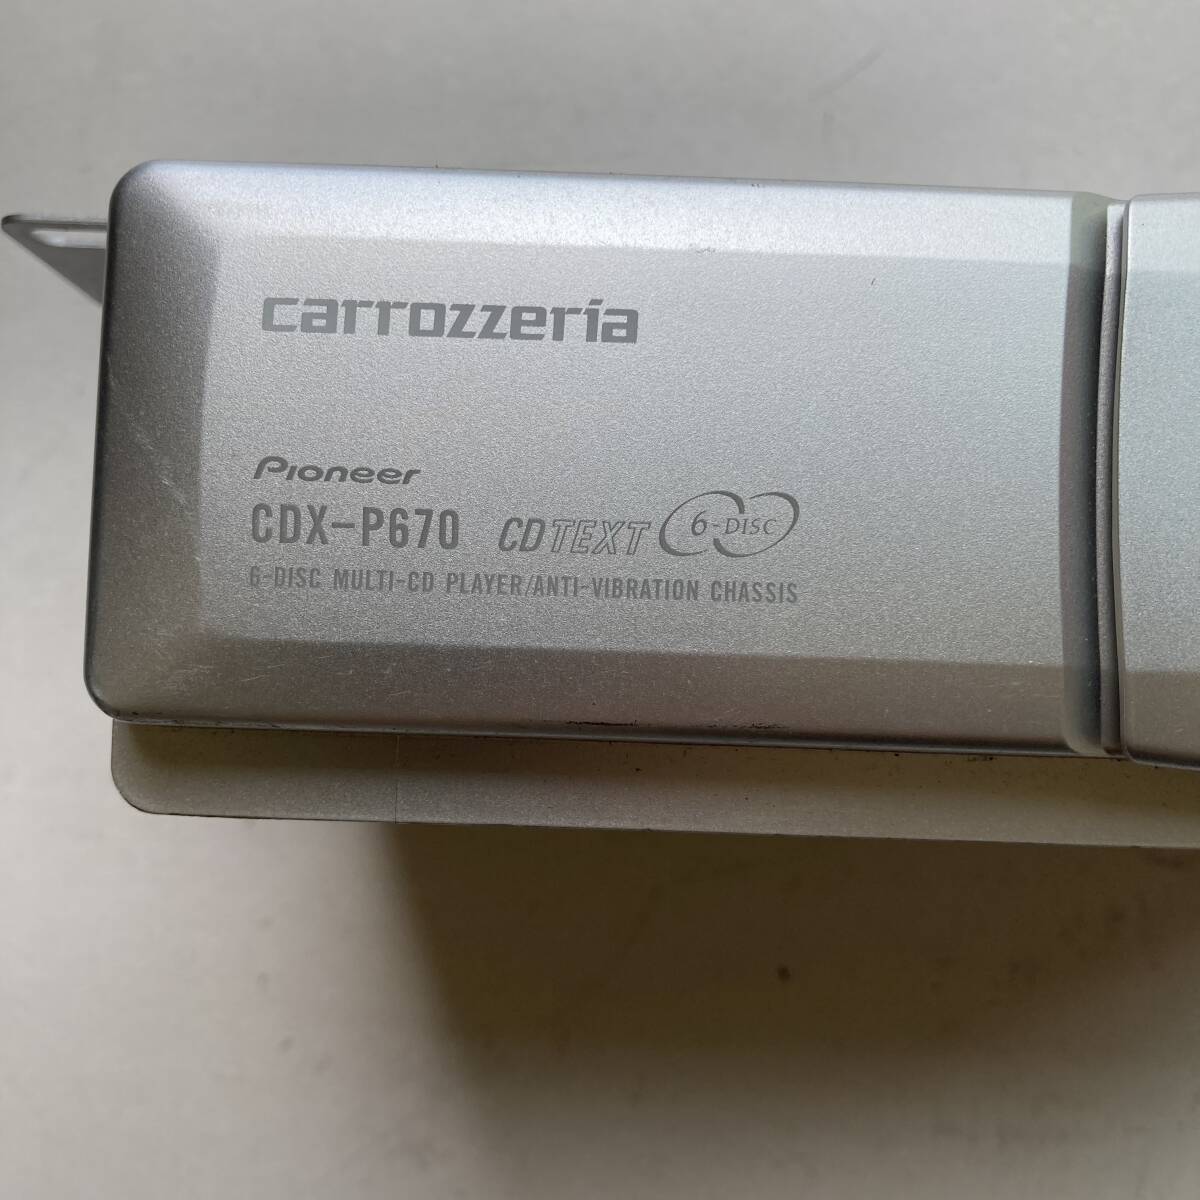 carrozzeria
Pioneer
CDX-P670 CD TEXT 6-DISC
6-DISC MULTI-CD PLAYER/ANTI-VIBRATION CHASSIS